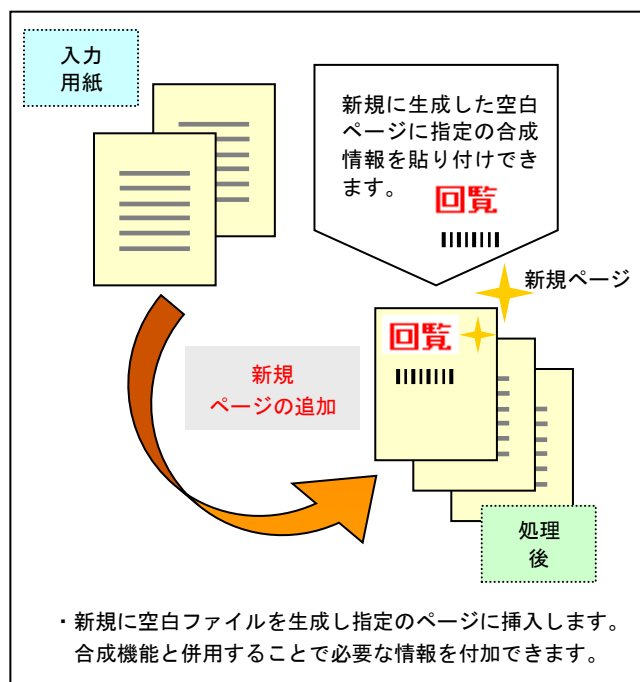 入力
用紙
新規に生成した空白
ページに指定の合成
情報を貼り付けでき
ます。
回覧
新規ページ
回覧
新規
ページの追加
処理
後
・新規に空白ファイルを生成し指定のページに挿入します。
合成機能と併用することで必要な情報を付加できます。